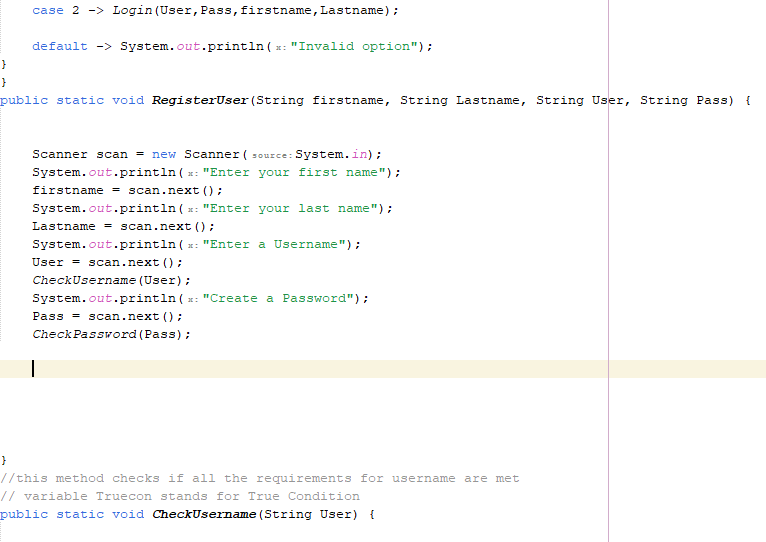 case 2 -> Login(User,Pass,firstname,Lastname);
default -> System.out.println( x: "Invalid option");
}
}
public static void RegisterUser(String firstname, String Lastname, String User, String Pass) {
Scanner scan = new Scanner( source: System.in);
System.out.println( x: "Enter your first name");
firstname = scan.next();
System.out.println( x: "Enter your last name");
Lastname = scan.next();
System.out.println( x: "Enter a Username");
User = scan.next();
CheckUsername(User);
System.out.println( x: "Create a Password");
Pass = scan.next();
CheckPassword(Pass);
}
//this method checks if all the requirements for username are met
// variable Truecon stands for True Condition
public static void CheckUsername(String User) {